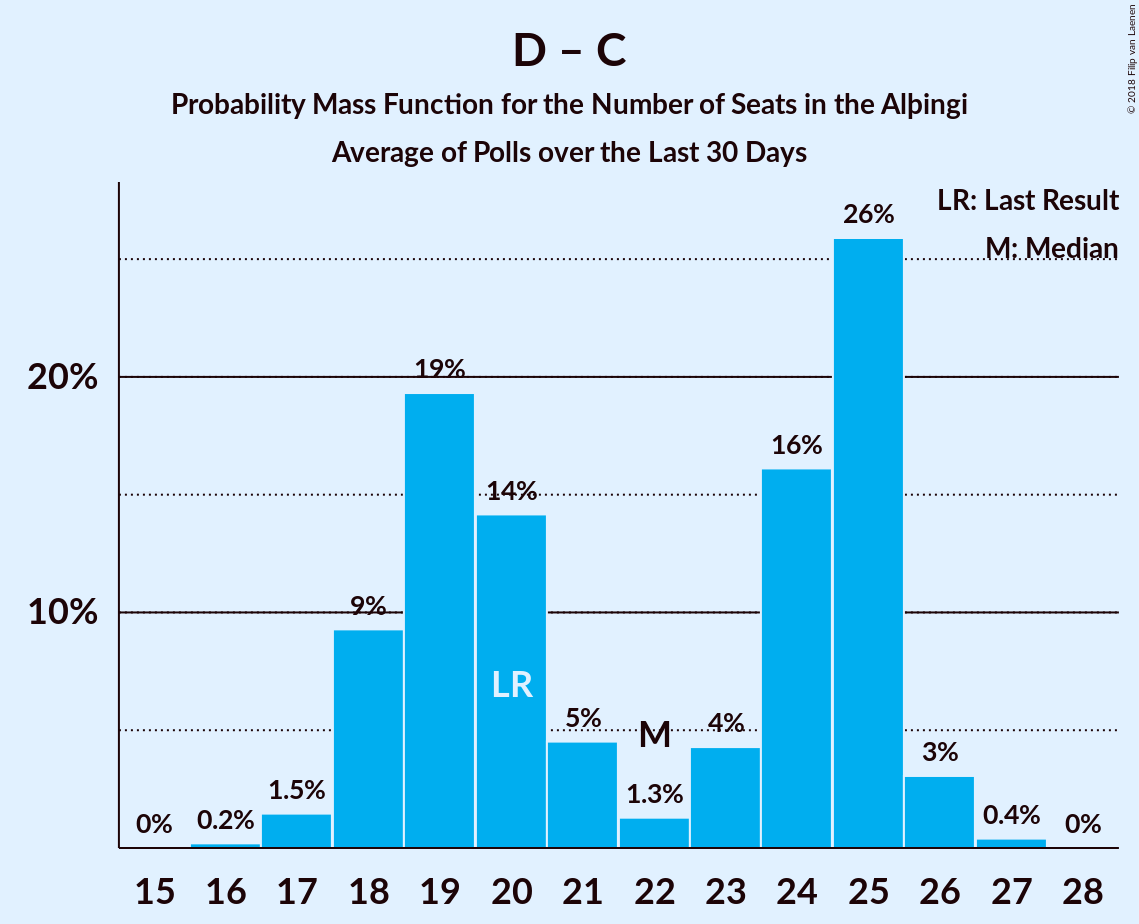 D – C
Probability Mass Function for the Number of Seats in the Alþingi
Average of Polls over the Last 30 Days
© 2018 Filip van Laenen
LR: Last Result
M: Median
20%
10%
0%
0.2%
1.5%
9%
19%
14%
5%
1.3%
4%
16%
26%
3%
0.4%
0%
LR
M
15 16 17 18 19 20 21 22 23 24 25 26 27 28